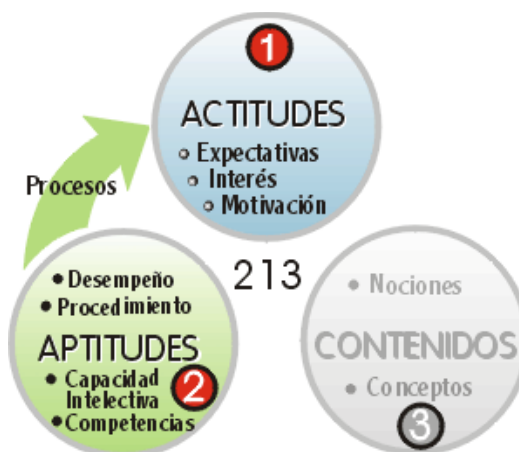 1
ACTITUDES
Expectativas
Interés
Motivación
Procesos
213
Desempeño
Procedimiento
APTITUDES
Capacidad
Intelectiva
2
Competencias
Nociones
CONTENIDOS
Conceptos
3